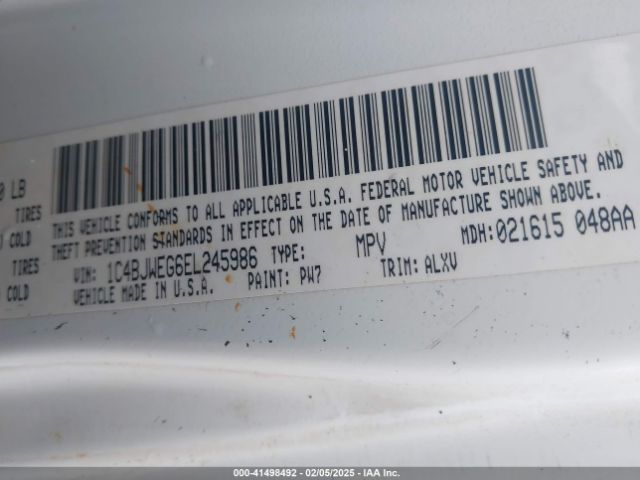 0 LB
TIRES
COLD
TIRES
COLD
THIS VEHICLE CONFORMS TO ALL APPLICABLE U.S.A. FEDERAL MOTOR VEHICLE SAFETY AND
THEFT PREVENTION STANDARDS IN EFFECT ON THE DATE OF MANUFACTURE SHOWN ABOVE.
VIN: 1C4BJWEG6EL245986 TYPE: MPV MDH:021615 048AA
VEHICLE MADE IN U.S.A. PAINT: PW7 TRIM: ALXV
000-41498492 - 02/05/2025 - IAA Inc.